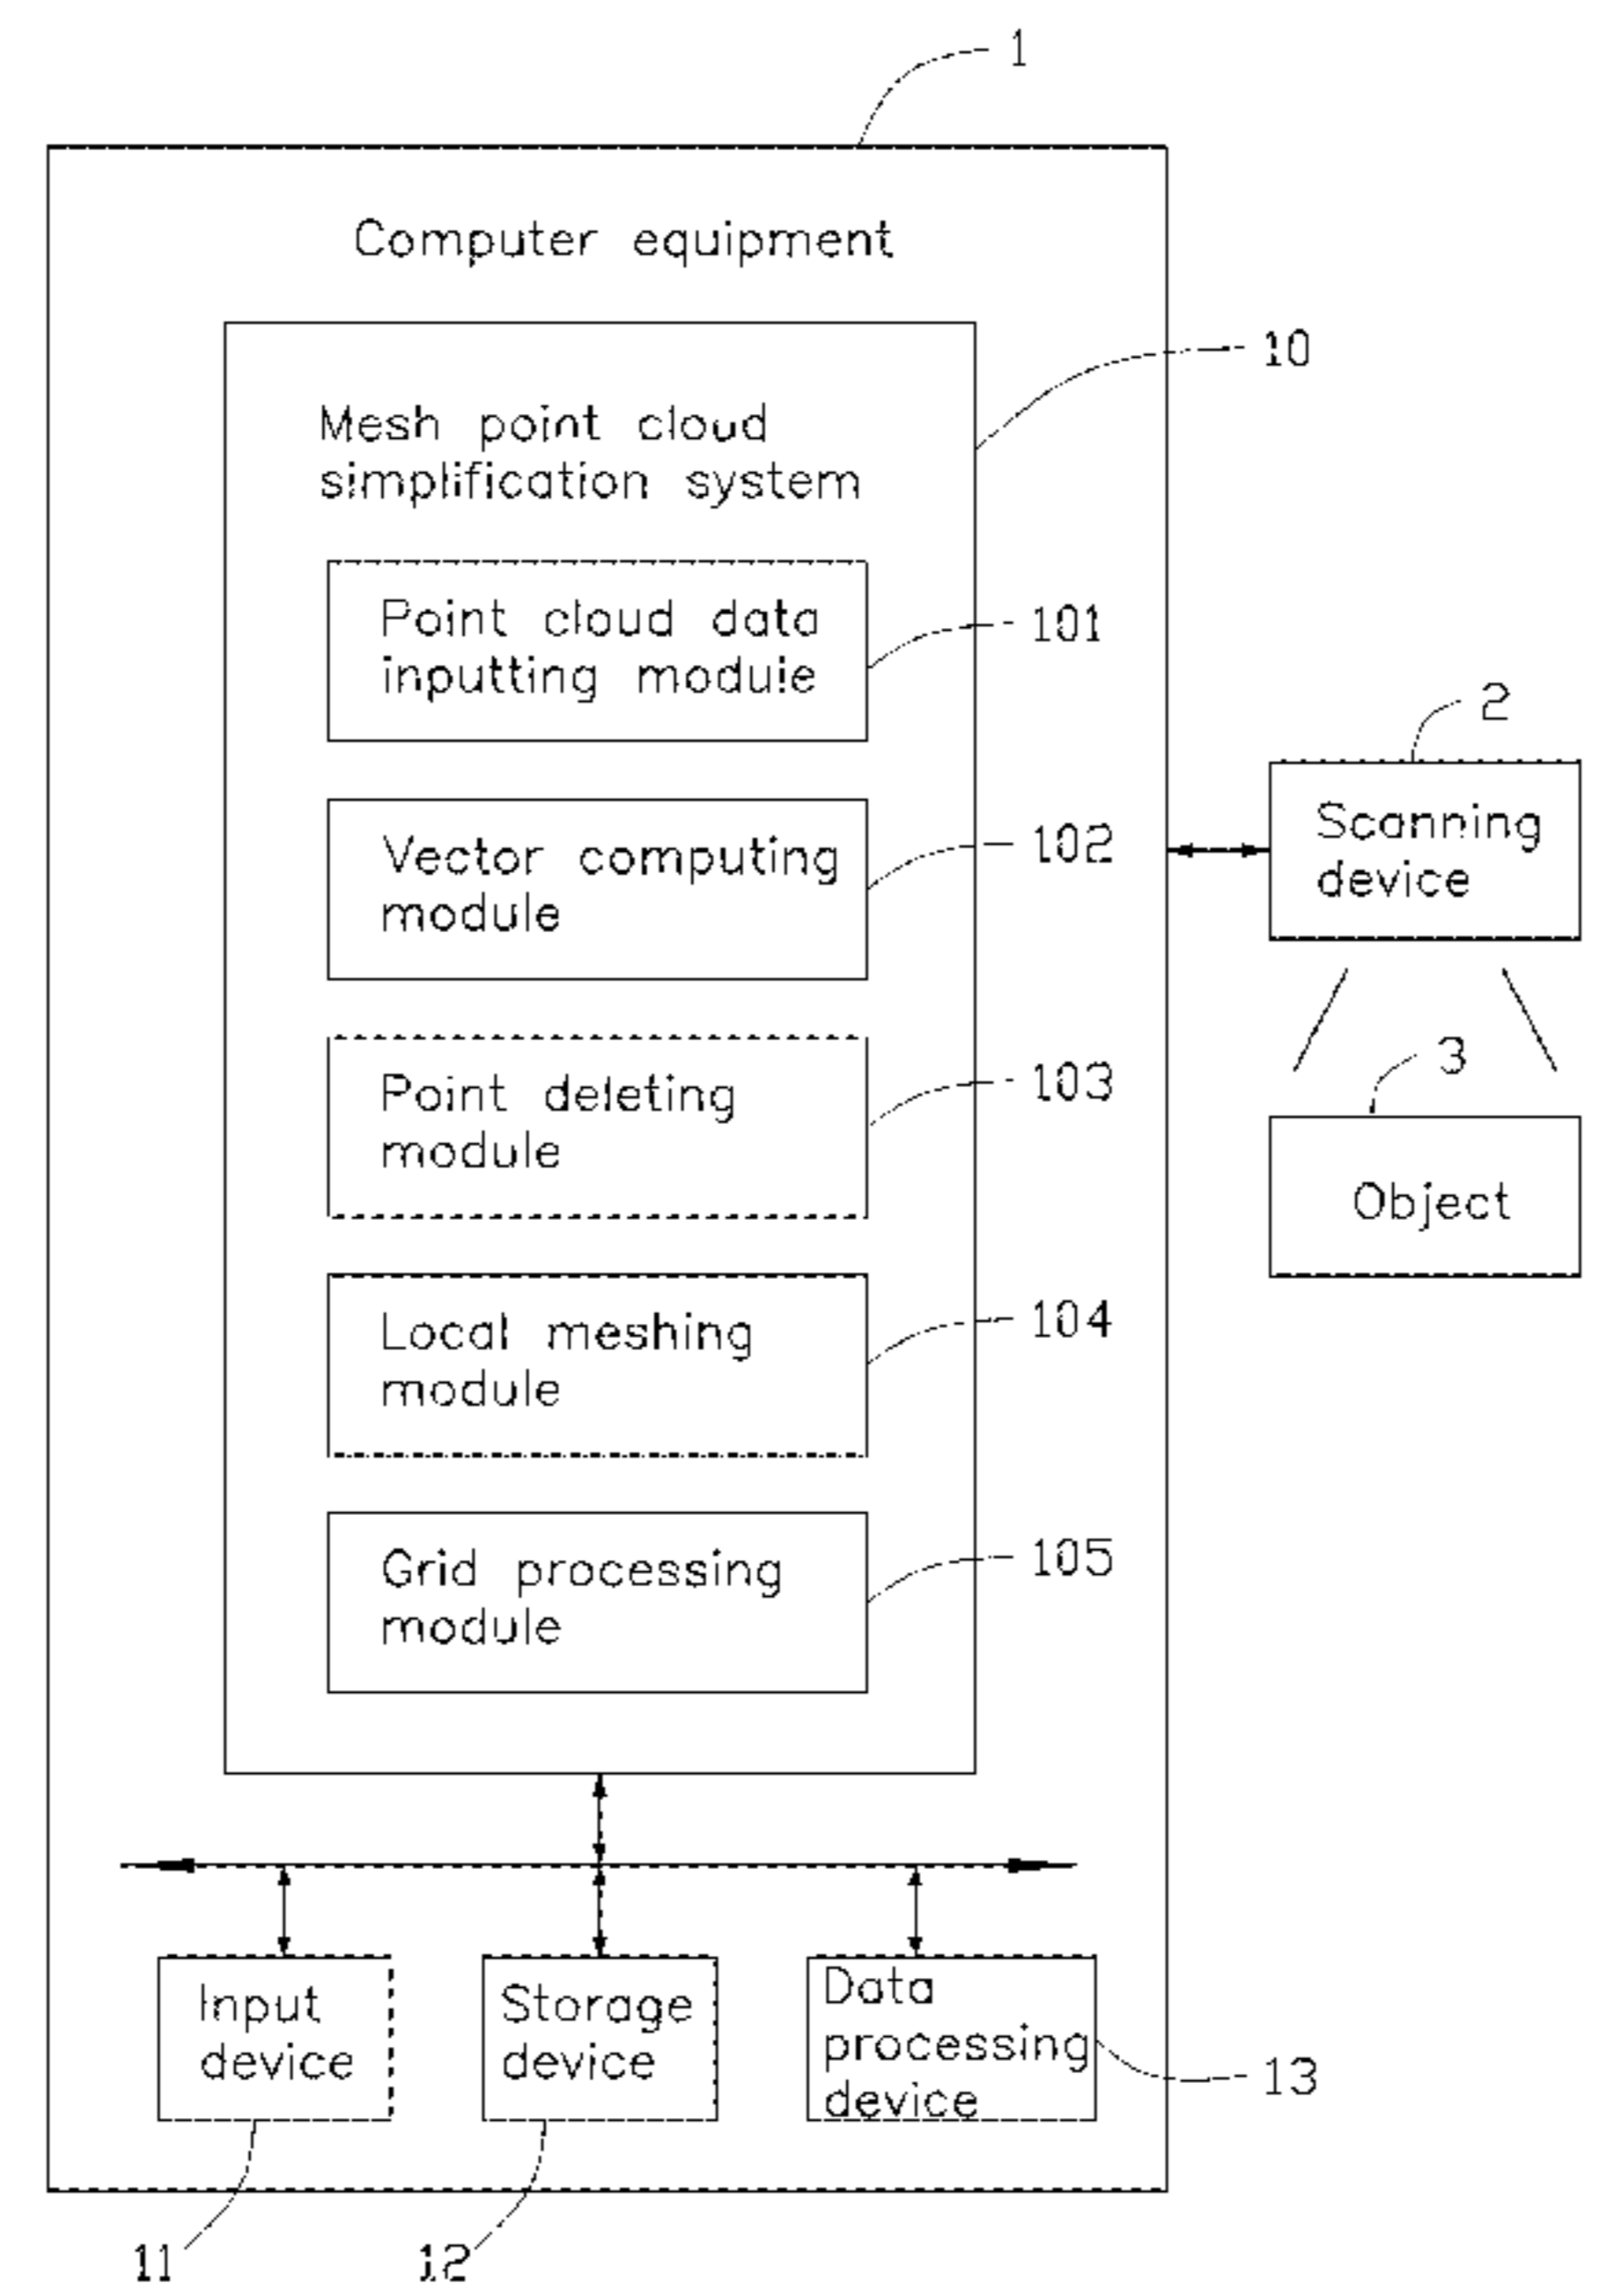 1
Computer equipment
10
Mesh point cloud
simplification system
Point cloud data
inputting module
101
Vector computing
module
102
Point deleting
module
103
Local meshing
module
104
Grid processing
module
105
2
Scanning
device
3
Object
Input
device
Storage
device
Data
processing
device
13
11
12